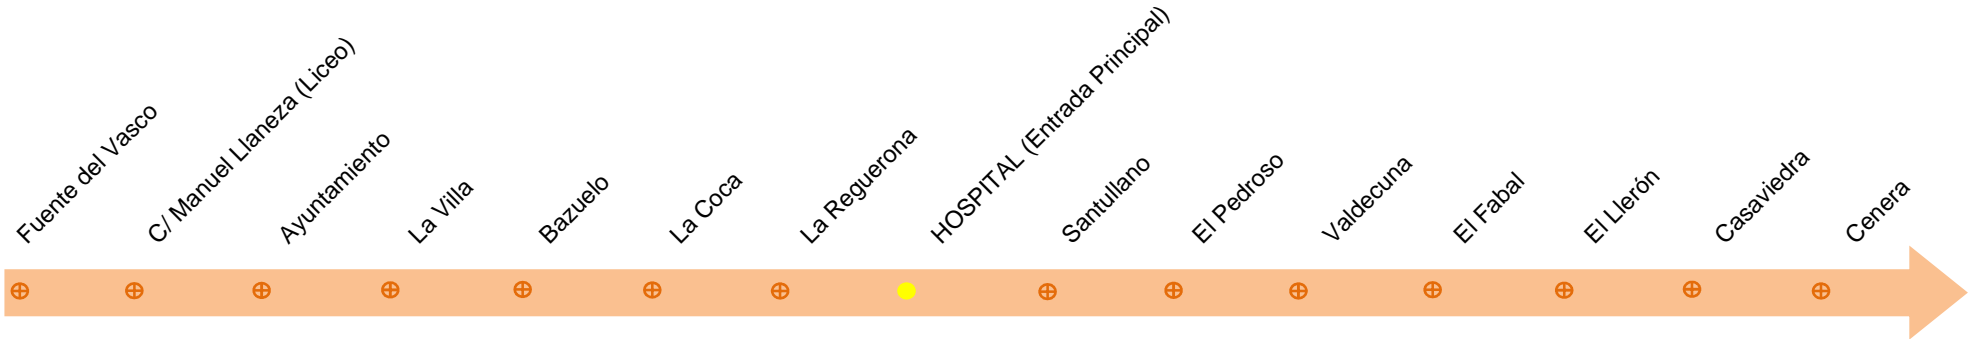 Fuente del Vasco
C/ Manuel Llaneza (Liceo)
Ayuntamiento
La Villa
Bazuelo
La Coca
La Reguerona
HOSPITAL (Entrada Principal)
Santullano
El Pedroso
Valdecuna
El Fabal
El Llerón
Casaviedra
Cenera